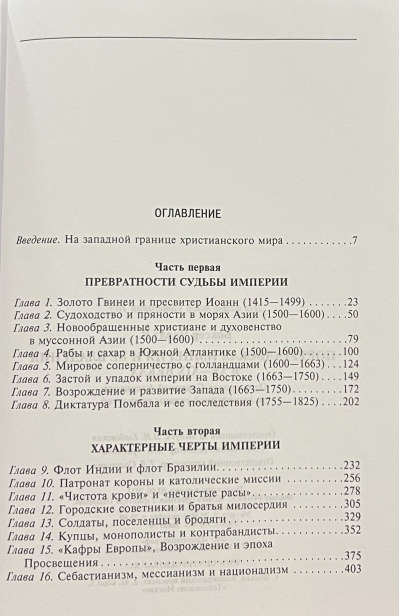 ОГЛАВЛЕНИЕ
Введение. На западной границе христианского мира . . . . . . . . . . . 7
Часть первая
ПРЕВРАТНОСТИ СУДЬБЫ ИМПЕРИИ
Глава 1. Золото Гвинеи и пресвитер Иоанн (1415—1499) . . . . . . . 23
Глава 2. Судоходство и пряности в морях Азии (1500—1600) . . . . 50
Глава 3. Новообращенные христиане и духовенство
в муссонной Азии (1500—1600) . . . . . . . . . . . . . . . . . . . . . . . 79
Глава 4. Рабы и сахар в Южной Атлантике (1500—1600). . . . . . . 100
Глава 5. Мировое соперничество с голландцами (1600—1663) . . . 124
Глава 6. Застой и упадок империи на Востоке (1663—1750) . . . . . 149
Глава 7. Возрождение и развитие Запада (1663—1750) . . . . . . . . 172
Глава 8. Диктатура Помбала и ее последствия (1755—1825) . . . . 202
Часть вторая
ХАРАКТЕРНЫЕ ЧЕРТЫ ИМПЕРИИ
Глава 9. Флот Индии и флот Бразилии. . . . . . . . . . . . . . . . . . . . . 232
Глава 10. Патронат короны и католические миссии . . . . . . . . . . 256
Глава 11. «Чистота крови» и «нечистые расы». . . . . . . . . . . . . . . 278
Глава 12. Городские советники и братья милосердия . . . . . . . . . 305
Глава 13. Солдаты, поселенцы и бродяги. . . . . . . . . . . . . . . . . . . 329
Глава 14. Купцы, монополисты и контрабандисты. . . . . . . . . . . . 352
Глава 15. «Кафры Европы», Возрождение и эпоха
Просвещения . . . . . . . . . . . . . . . . . . . . . . . . . . . . . . . . . . . . 375
Глава 16. Себастианизм, мессианизм и национализм . . . . . . . . . 403